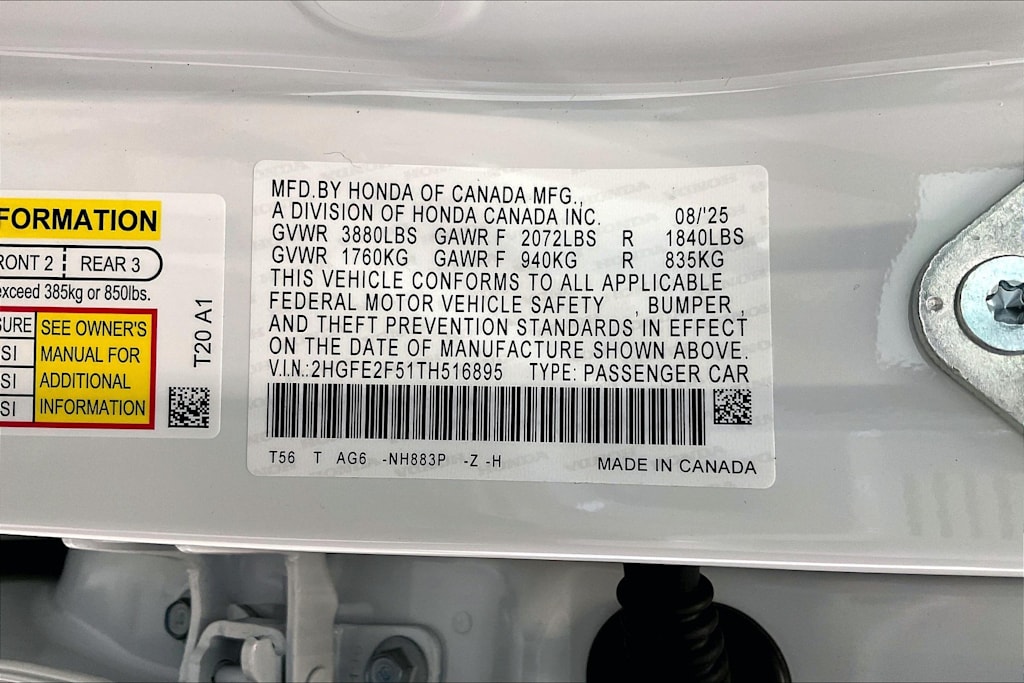 FORMATION
FRONT 2 REAR 3
exceed 385kg or 850lbs.
SURE SEE OWNER'S
SI MANUAL FOR
SI ADDITIONAL
SI INFORMATION
T20 A1
MFD.BY HONDA OF CANADA MFG.,
A DIVISION OF HONDA CANADA INC. 08/'25
GVWR 3880LBS GAWR F 2072LBS R 1840LBS
GVWR 1760KG GAWR F 940KG R 835KG
THIS VEHICLE CONFORMS TO ALL APPLICABLE
FEDERAL MOTOR VEHICLE SAFETY , BUMPER ,
AND THEFT PREVENTION STANDARDS IN EFFECT
ON THE DATE OF MANUFACTURE SHOWN ABOVE.
V.I.N.:2HGFE2F51TH516895 TYPE: PASSENGER CAR
T56 T AG6 -NH883P -Z -H MADE IN CANADA